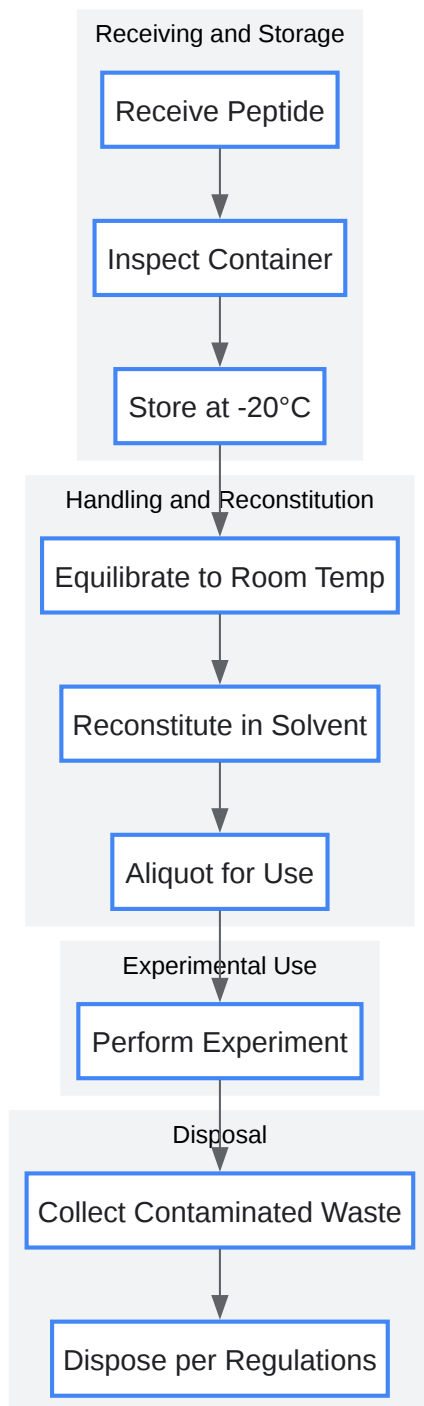 Receiving and Storage
Receive Peptide
Inspect Container
Store at -20°C
Handling and Reconstitution
Equilibrate to Room Temp
Reconstitute in Solvent
Aliquot for Use
Experimental Use
Perform Experiment
Disposal
Collect Contaminated Waste
Dispose per Regulations